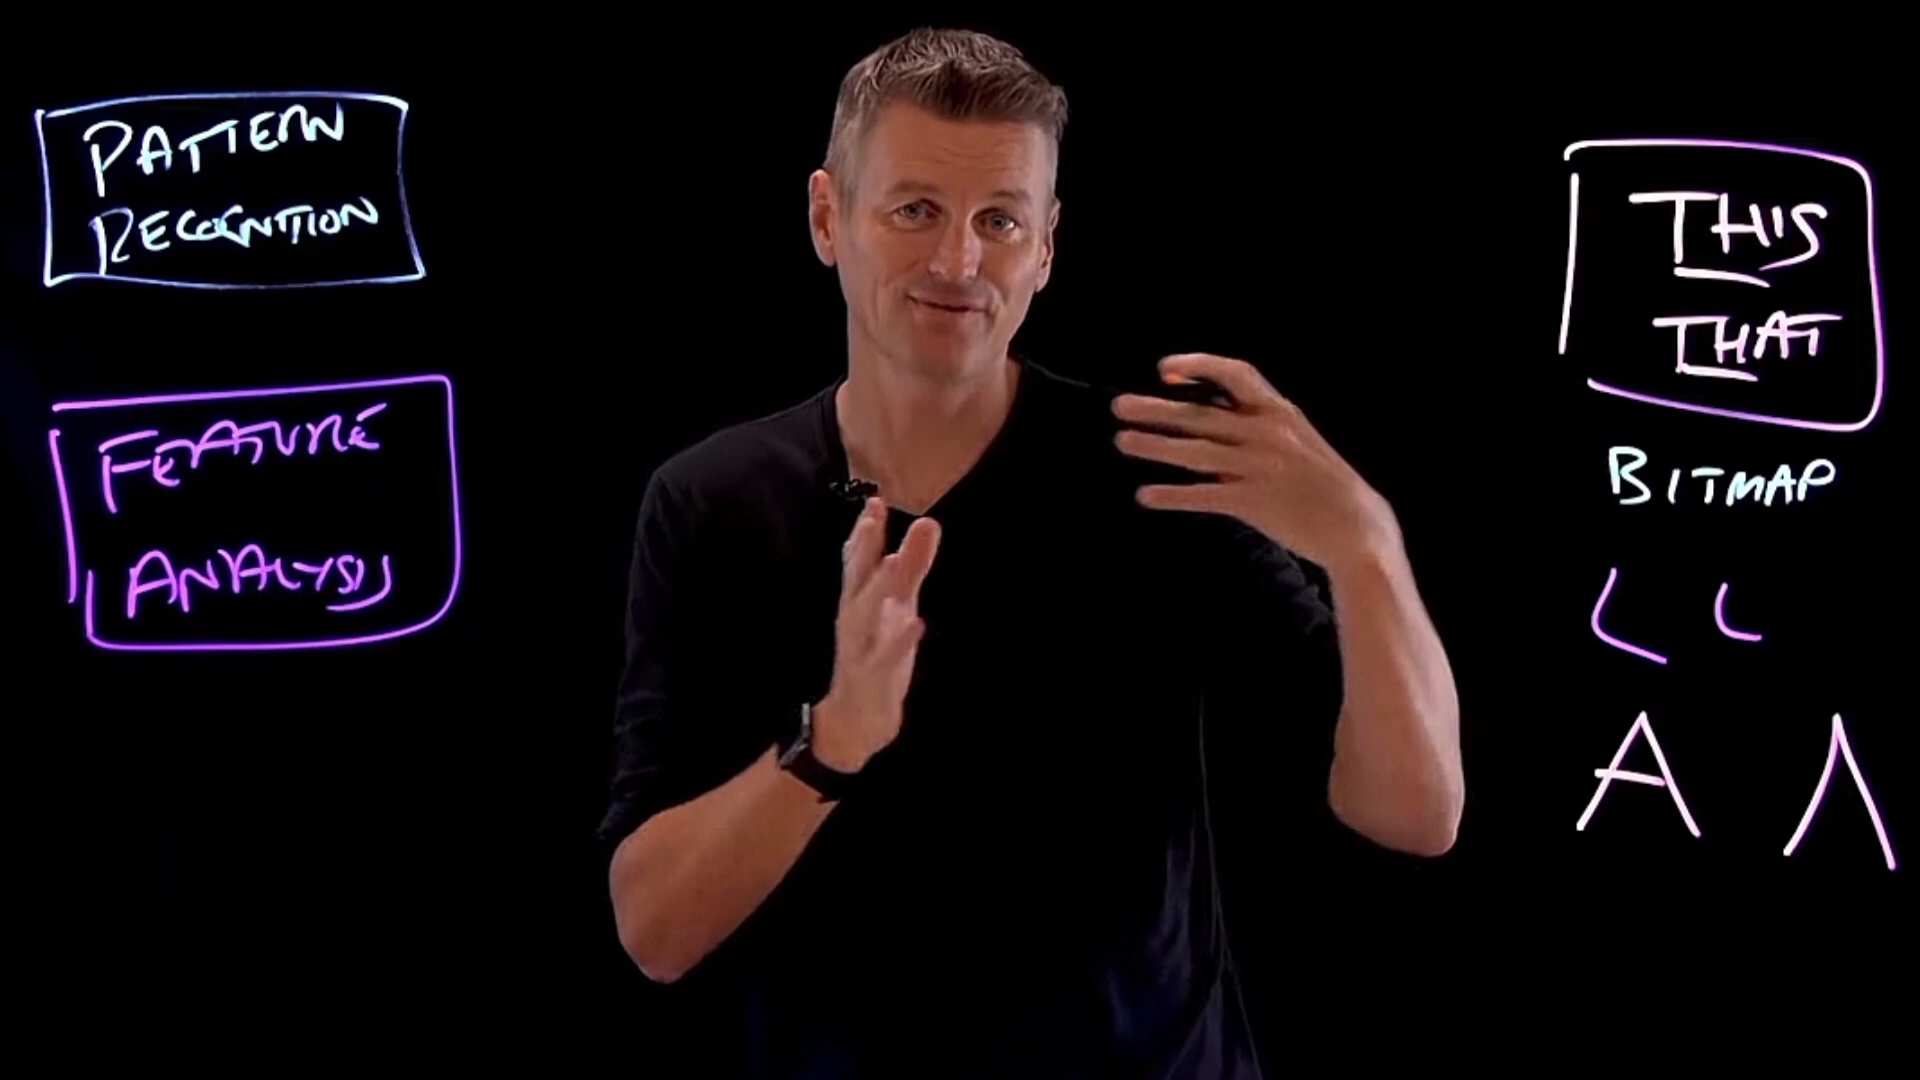 PATTERN
RECOGNITION
FEATURE
ANALYSIS
THIS
THAT
BITMAP
A Λ